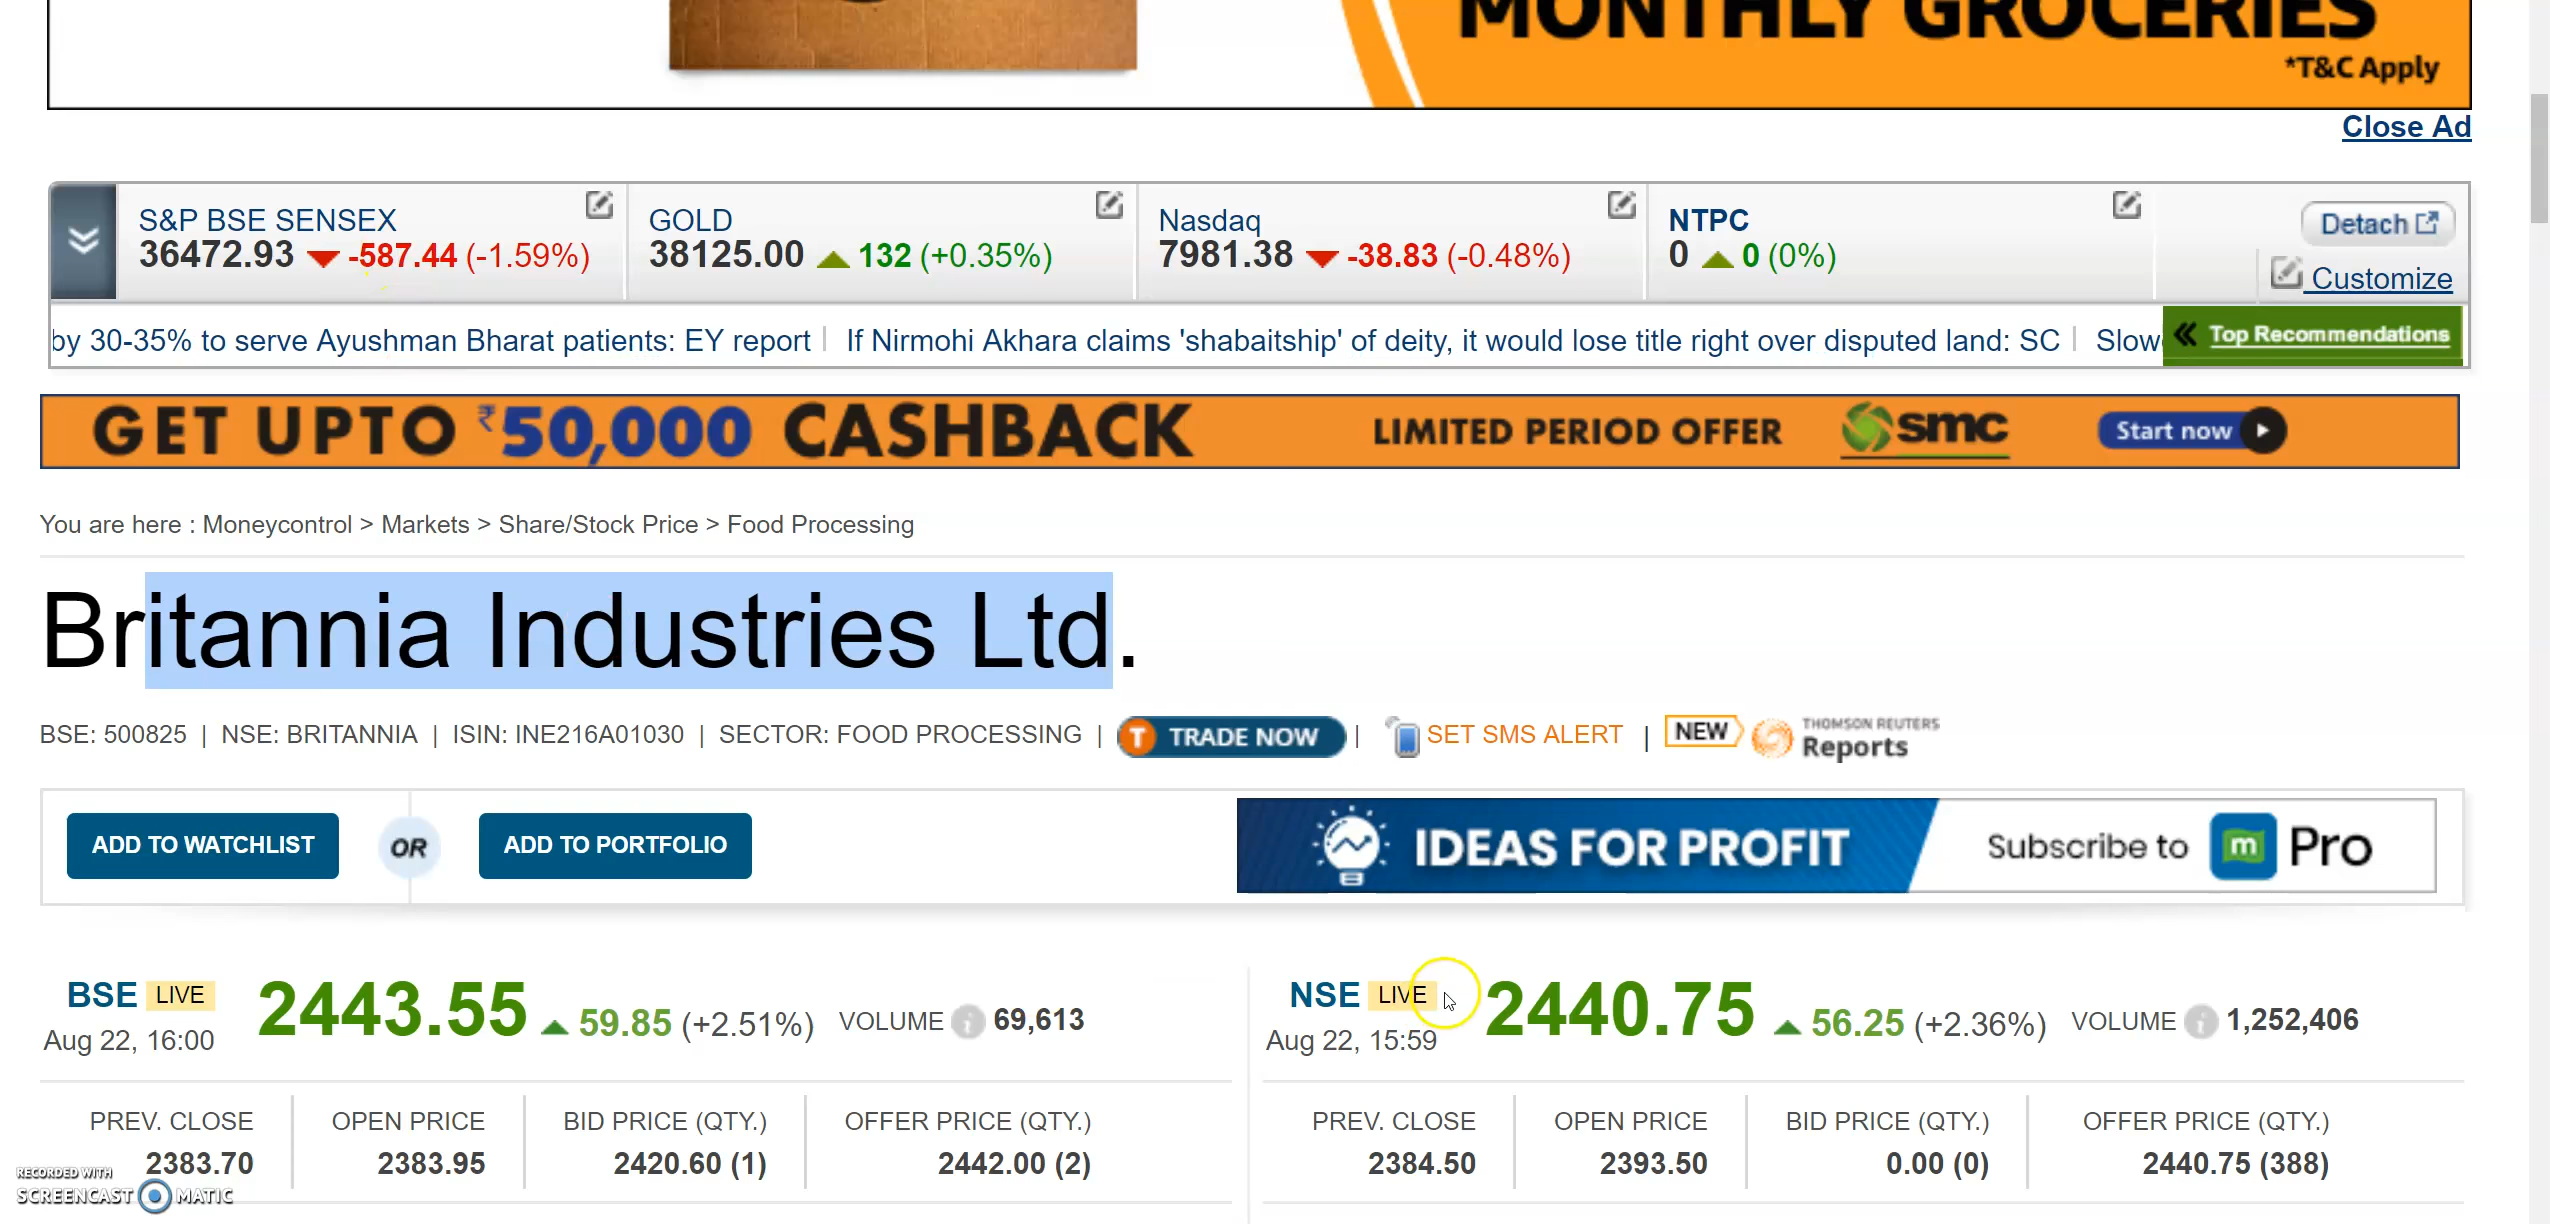 MONTHLY GROCERIES
*T&C Apply
Close Ad
S&P BSE SENSEX
36472.93 -587.44 (-1.59%)
GOLD
38125.00 132 (+0.35%)
Nasdaq
7981.38 -38.83 (-0.48%)
NTPC
0 0 (0%)
Detach
Customize
by 30-35% to serve Ayushman Bharat patients: EY report | If Nirmohi Akhara claims 'shabaitship' of deity, it would lose title right over disputed land: SC | Slow
Top Recommendations
GET UPTO ₹50,000 CASHBACK LIMITED PERIOD OFFER smc Start now
You are here : Moneycontrol > Markets > Share/Stock Price > Food Processing
Britannia Industries Ltd.
BSE: 500825 | NSE: BRITANNIA | ISIN: INE216A01030 | SECTOR: FOOD PROCESSING | T TRADE NOW | SET SMS ALERT | NEW THOMSON REUTERS Reports
ADD TO WATCHLIST OR ADD TO PORTFOLIO
IDEAS FOR PROFIT Subscribe to m Pro
BSE LIVE 2443.55 59.85 (+2.51%) VOLUME i 69,613
Aug 22, 16:00
PREV. CLOSE OPEN PRICE BID PRICE (QTY.) OFFER PRICE (QTY.)
2383.70 2383.95 2420.60 (1) 2442.00 (2)
NSE LIVE 2440.75 56.25 (+2.36%) VOLUME i 1,252,406
Aug 22, 15:59
PREV. CLOSE OPEN PRICE BID PRICE (QTY.) OFFER PRICE (QTY.)
2384.50 2393.50 0.00 (0) 2440.75 (388)
RECORDED WITH
SCREENCAST MATIC